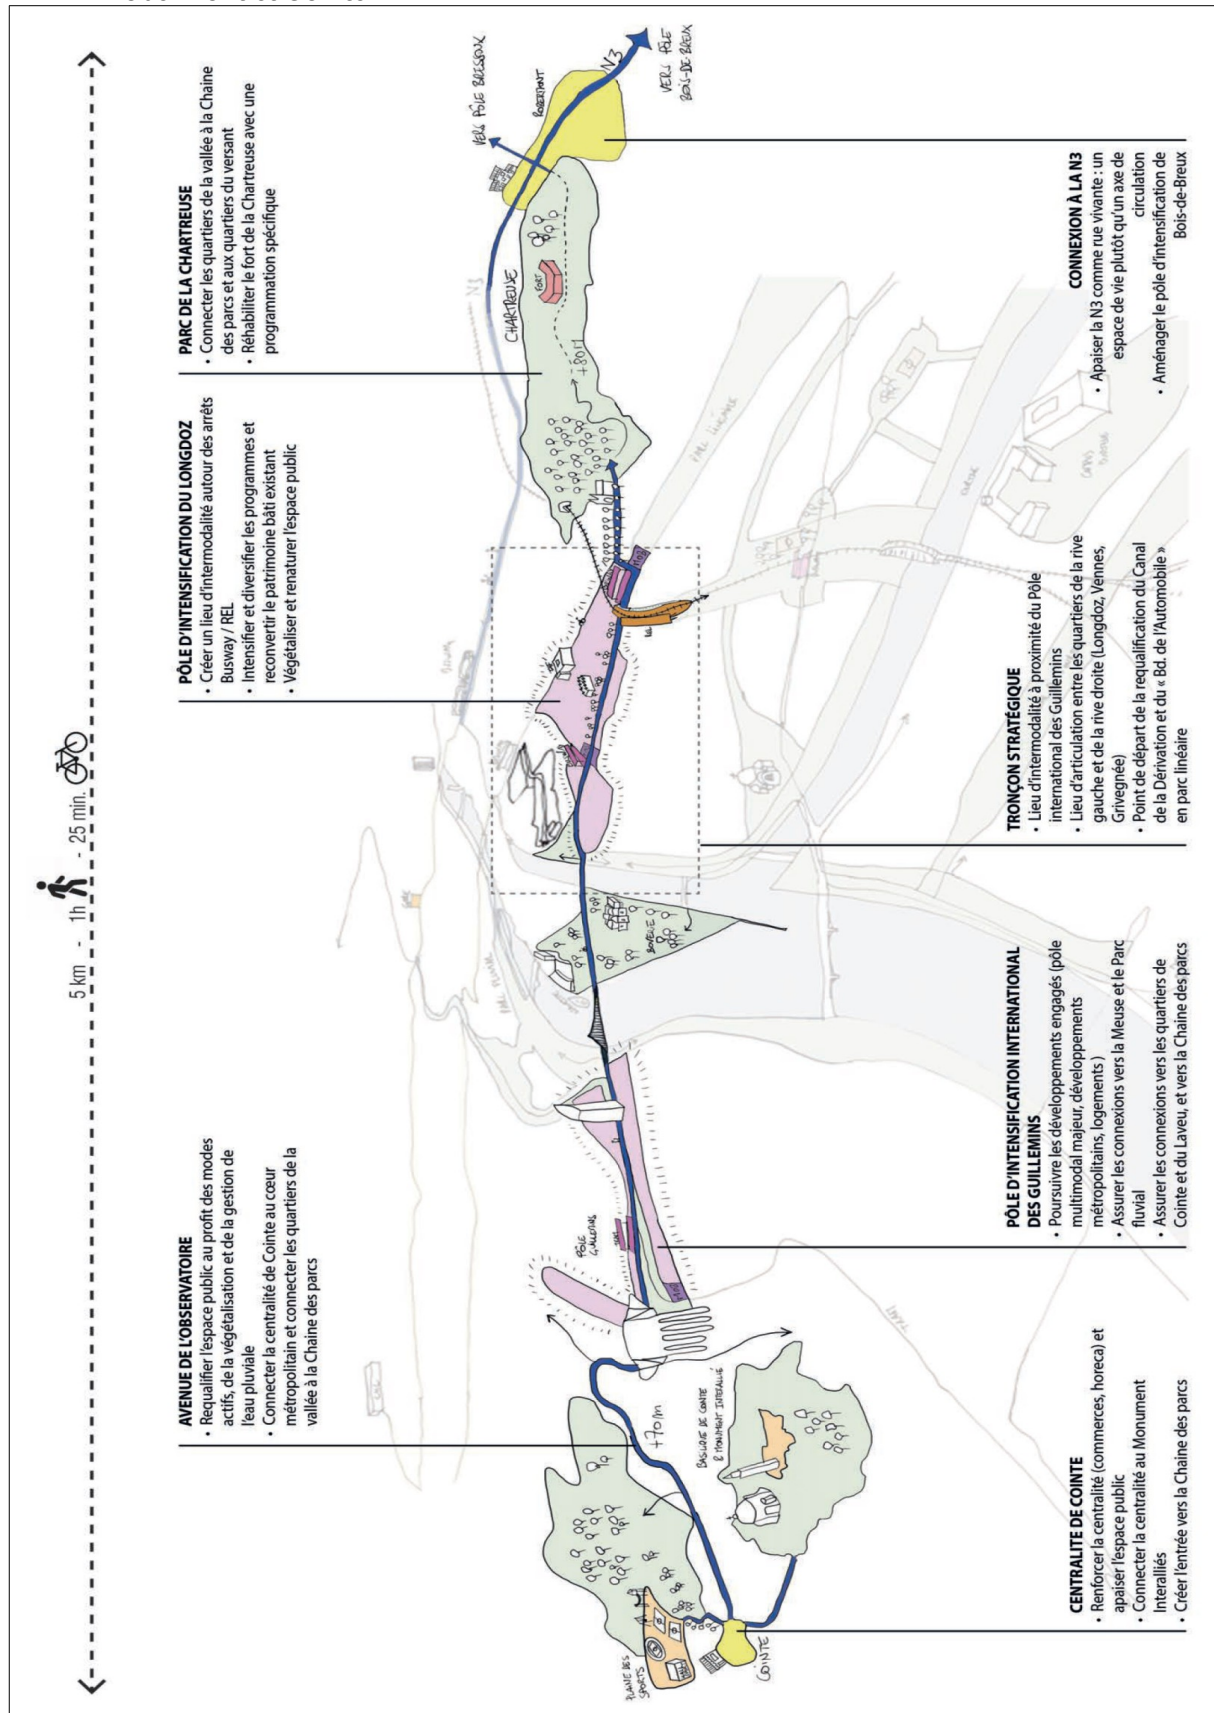 5 km - 1h - 25 min.
AVENUE DE L'OBSERVATOIRE
• Requalifier l'espace public au profit des modes
actifs, de la végétalisation et de la gestion de
l'eau pluviale
• Connecter la centralité de Cointe au cœur
métropolitain et connecter les quartiers de la
vallée à la Chaine des parcs
PÔLE D'INTENSIFICATION DU LONGDOZ
• Créer un lieu d'intermodalité autour des arrêts
Busway / REL
• Intensifier et diversifier les programmes et
reconvertir le patrimoine bâti existant
• Végétaliser et renaturer l'espace public
PARC DE LA CHARTREUSE
• Connecter les quartiers de la vallée à la Chaine
des parcs et aux quartiers du versant
• Réhabiliter le fort de la Chartreuse avec une
programmation spécifique
PLAINE DES
SPORTS
COINTE
+70m
BASILIQUE DE COINTE
& MONUMENT INTERALLIÉ
PÔLE
GUILLEMINS
TRAM
BOVERIE
PARC LINÉAIRE
CHARTREUSE
FORT
+80M
N3
ROBERMONT
VERS PÔLE BRESSOUX
N3
VERS PÔLE
BOIS-DE-BREUX
CENTRALITE DE COINTE
• Renforcer la centralité (commerces, horeca) et
apaiser l'espace public
• Connecter la centralité au Monument
Interalliés
• Créer l'entrée vers la Chaine des parcs
PÔLE D'INTENSIFICATION INTERNATIONAL
DES GUILLEMINS
• Poursuivre les développements engagés (pôle
multimodal majeur, développements
métropolitains, logements )
• Assurer les connexions vers la Meuse et le Parc
fluvial
• Assurer les connexions vers les quartiers de
Cointe et du Laveu, et vers la Chaine des parcs
TRONÇON STRATÉGIQUE
• Lieu d'intermodalité à proximité du Pôle
international des Guillemins
• Lieu d'articulation entre les quartiers de la rive
gauche et de la rive droite (Longdoz, Vennes,
Grivegnée)
• Point de départ de la requalification du Canal
de la Dérivation et du « Bd. de l'Automobile »
en parc linéaire
CONNEXION À LA N3
• Apaiser la N3 comme rue vivante : un
espace de vie plutôt qu'un axe de
circulation
• Aménager le pôle d'intensification de
Bois-de-Breux